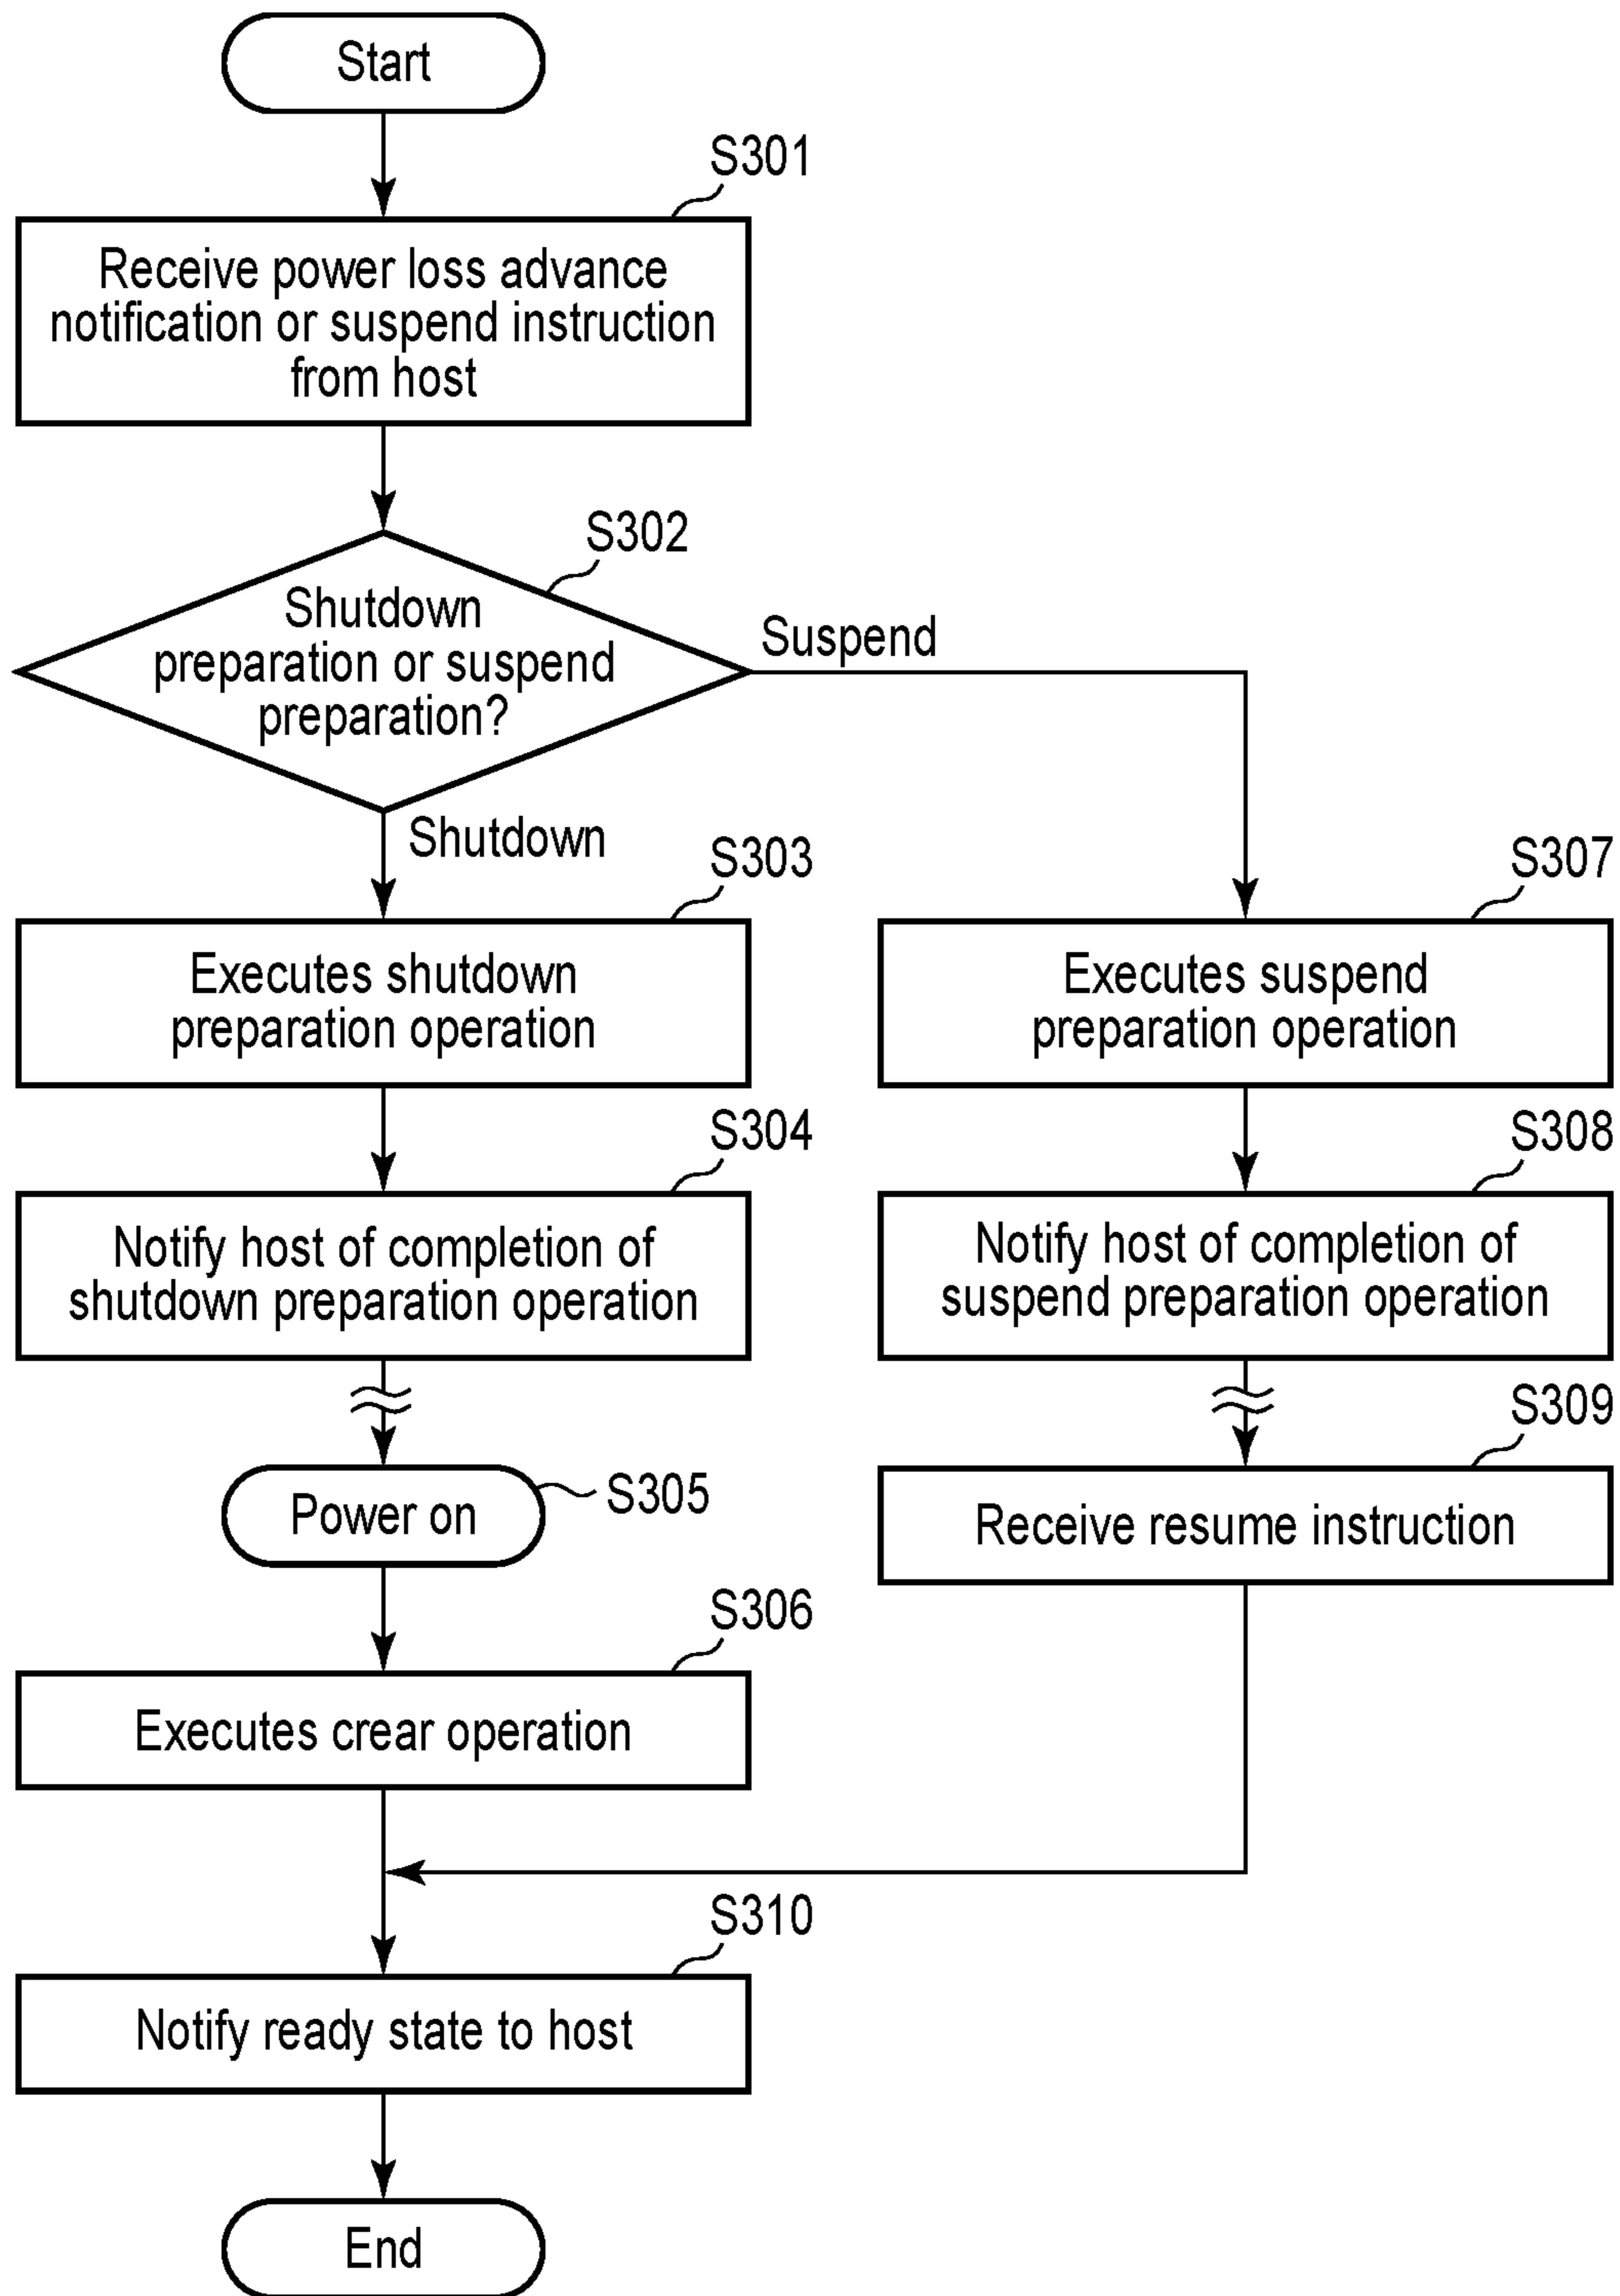 Start
S301
Receive power loss advance
notification or suspend instruction
from host
S302
Shutdown
preparation or suspend
preparation?
Suspend
Shutdown
S303
Executes shutdown
preparation operation
S307
Executes suspend
preparation operation
S304
Notify host of completion of
shutdown preparation operation
S308
Notify host of completion of
suspend preparation operation
S305
Power on
S309
Receive resume instruction
S306
Executes crear operation
S310
Notify ready state to host
End